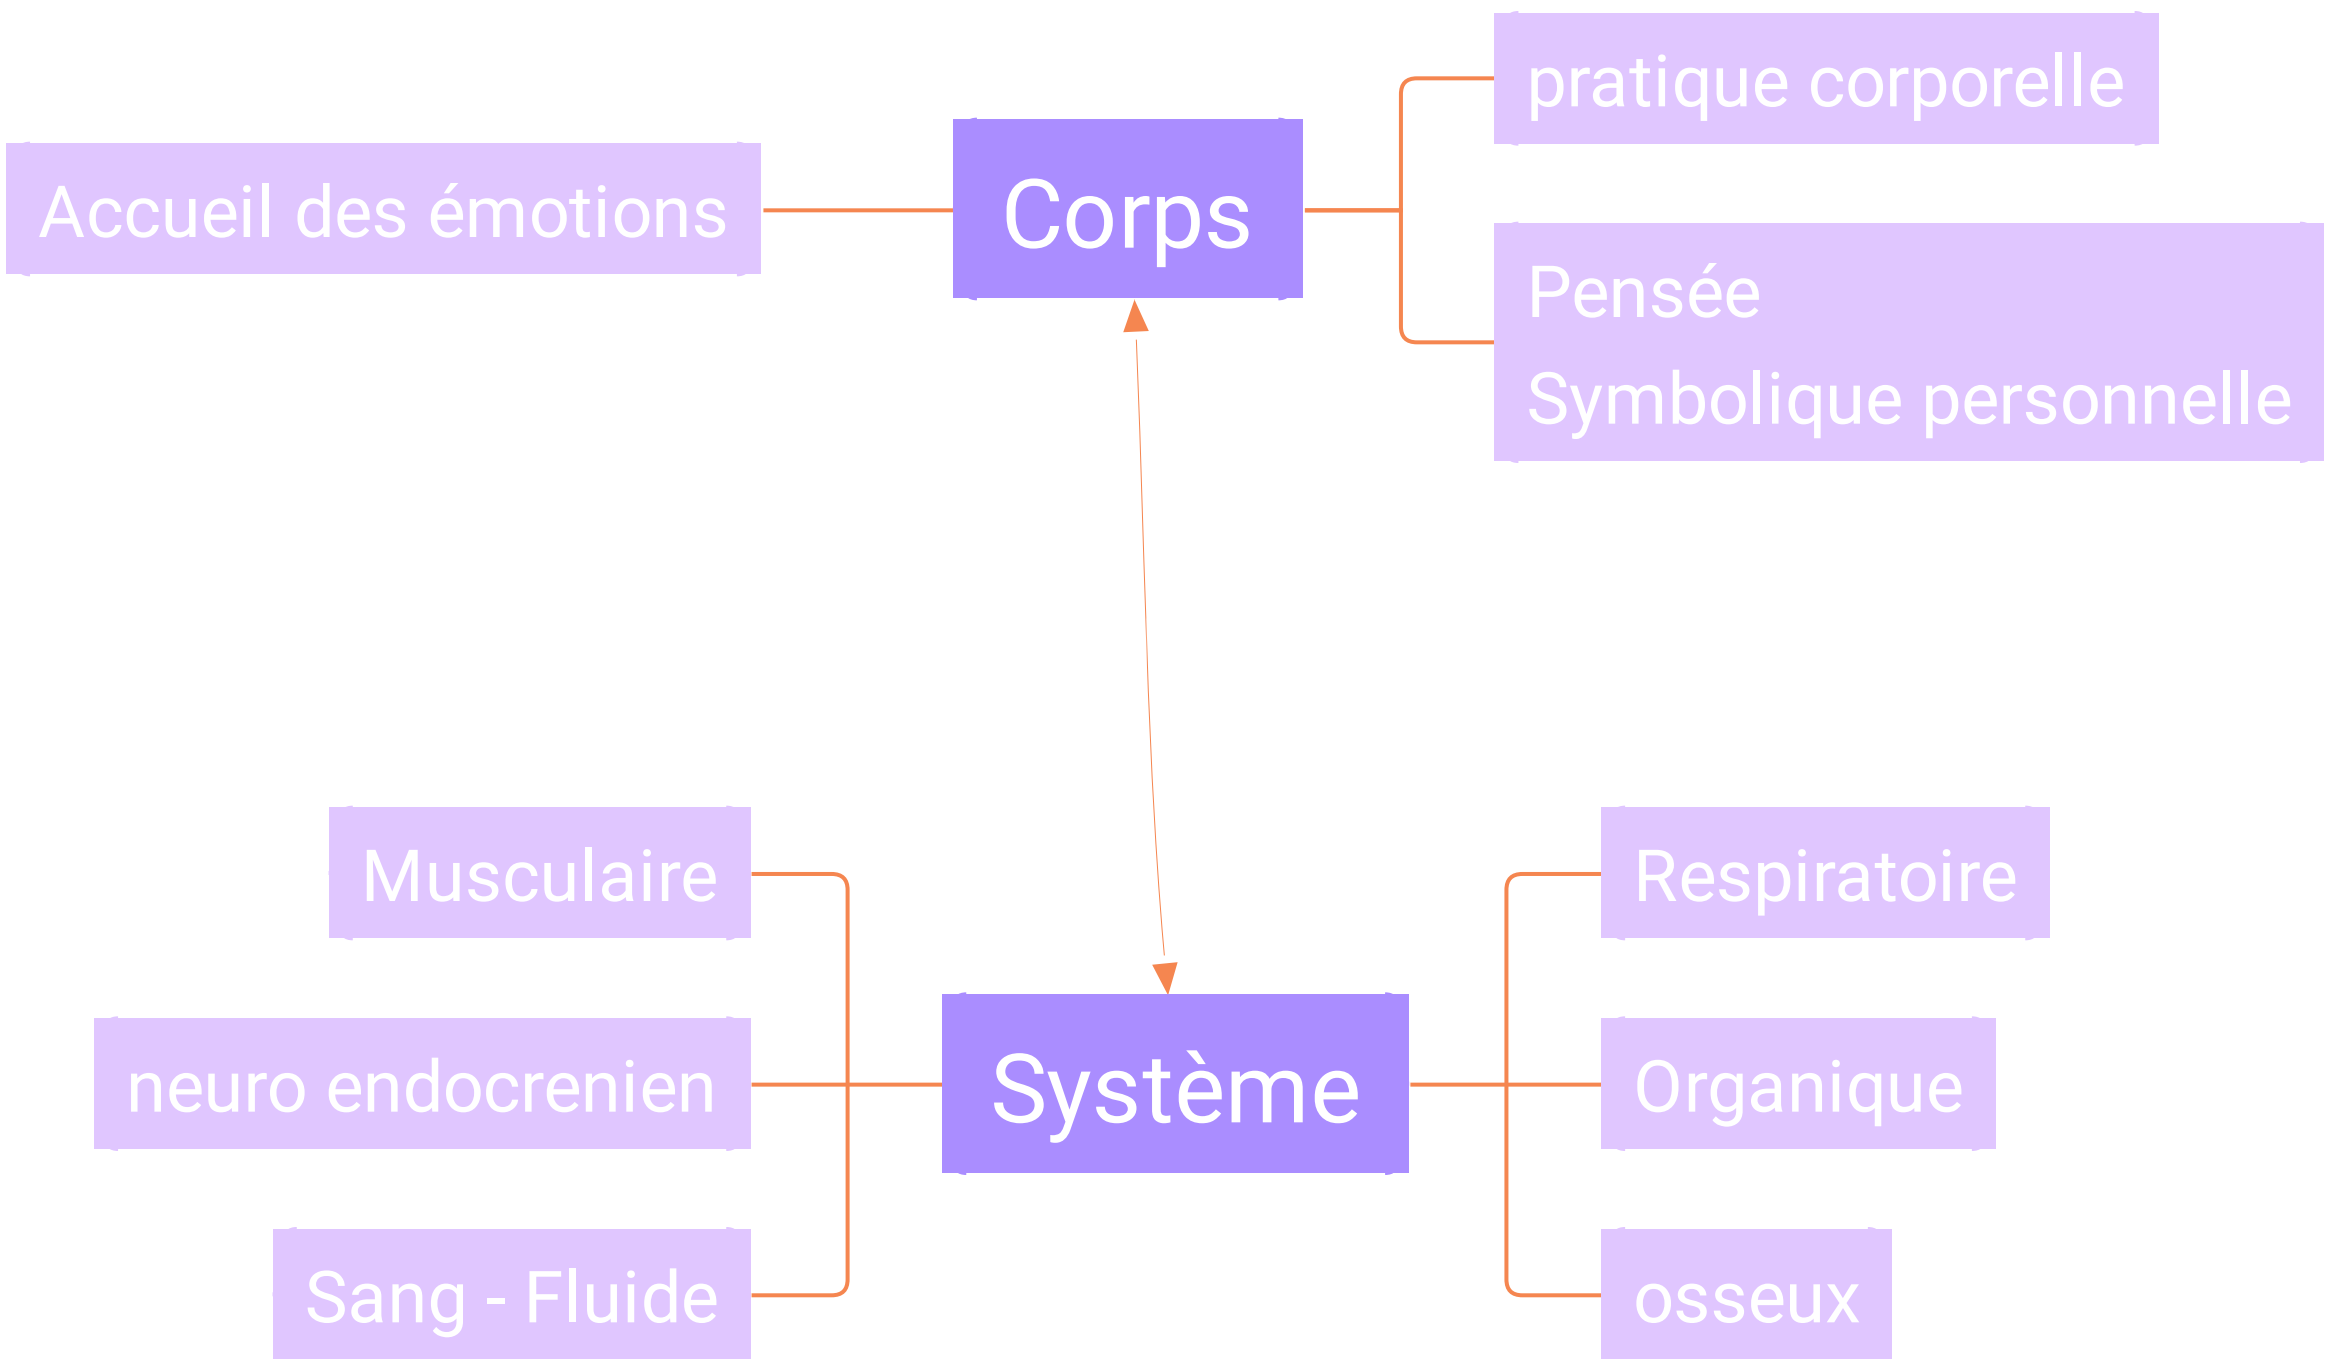 pratique corporelle
Accueil des émotions
Corps
Pensée
Symbolique personnelle
Musculaire
Respiratoire
neuro endocrenien
Système
Organique
Sang - Fluide
osseux